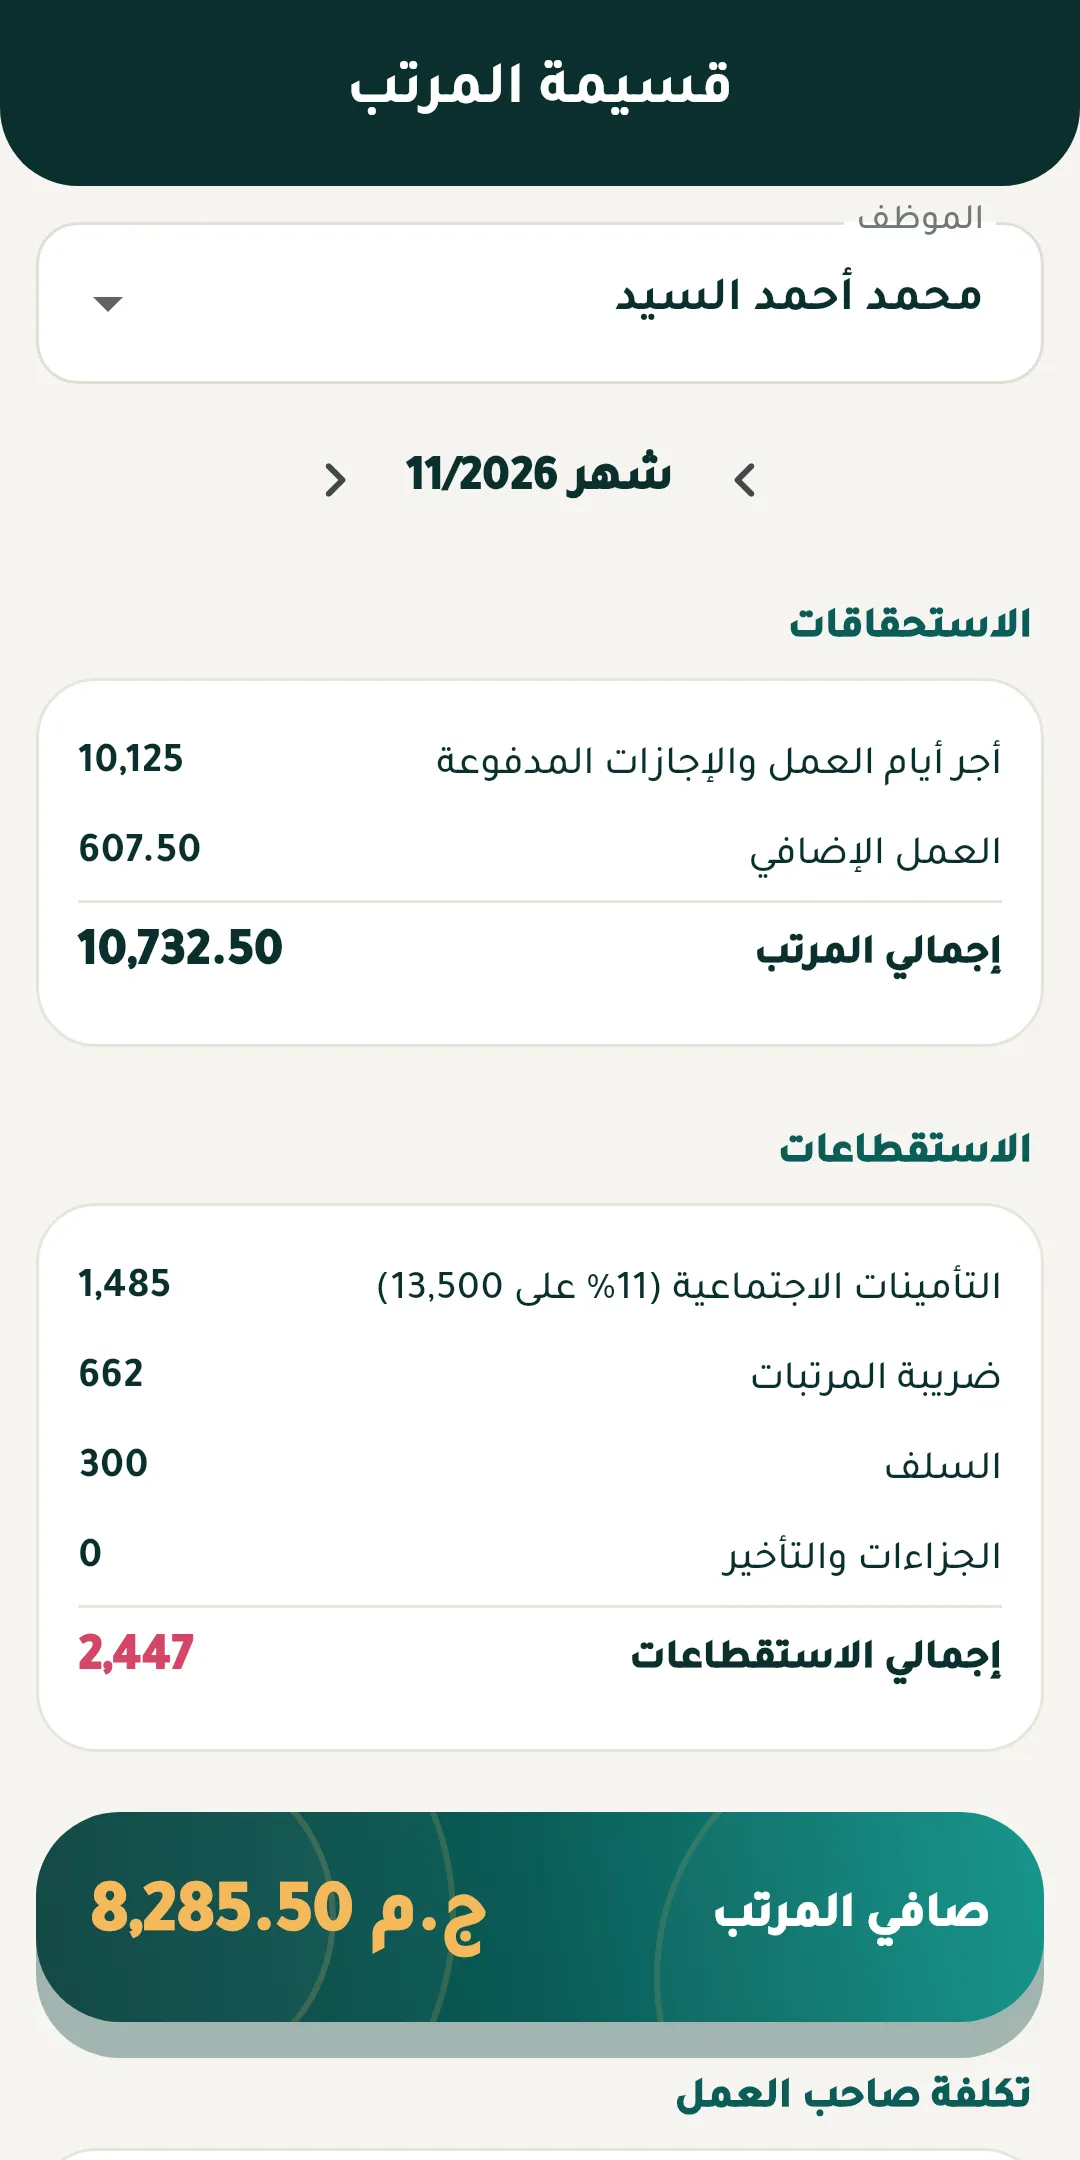 قسيمة المرتب
الموظف
محمد أحمد السيد
شهر 11/2026
الاستحقاقات
أجر أيام العمل والإجازات المدفوعة 10,125
العمل الإضافي 607.50
إجمالي المرتب 10,732.50
الاستقطاعات
التأمينات الاجتماعية (11% على 13,500) 1,485
ضريبة المرتبات 662
السلف 300
الجزاءات والتأخير 0
إجمالي الاستقطاعات 2,447
صافي المرتب 8,285.50 ج.م
تكلفة صاحب العمل